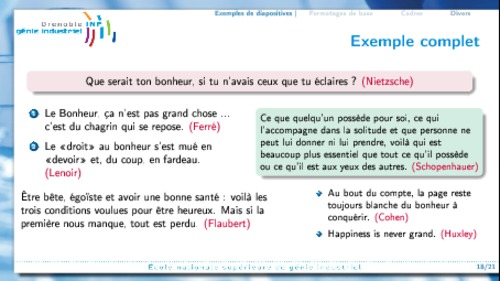 Exemples de diapositives | Formatages de base Cadres Divers
Grenoble INP
génie industriel
Exemple complet
Que serait ton bonheur, si tu n'avais ceux que tu éclaires ? (Nietzsche)
1 Le Bonheur, ça n'est pas grand chose ...
c'est du chagrin qui se repose. (Ferré)
2 Le «droit» au bonheur s'est mué en
«devoir» et, du coup, en fardeau.
(Lenoir)
Être bête, égoïste et avoir une bonne santé : voilà les
trois conditions voulues pour être heureux. Mais si la
première nous manque, tout est perdu. (Flaubert)
Ce que quelqu'un possède pour soi, ce qui
l'accompagne dans la solitude et que personne ne
peut lui donner ni lui prendre, voilà qui est
beaucoup plus essentiel que tout ce qu'il possède
ou ce qu'il est aux yeux des autres. (Schopenhauer)
Au bout du compte, la page reste
toujours blanche du bonheur à
conquérir. (Cohen)
Happiness is never grand. (Huxley)
École nationale supérieure de génie industriel
18/21